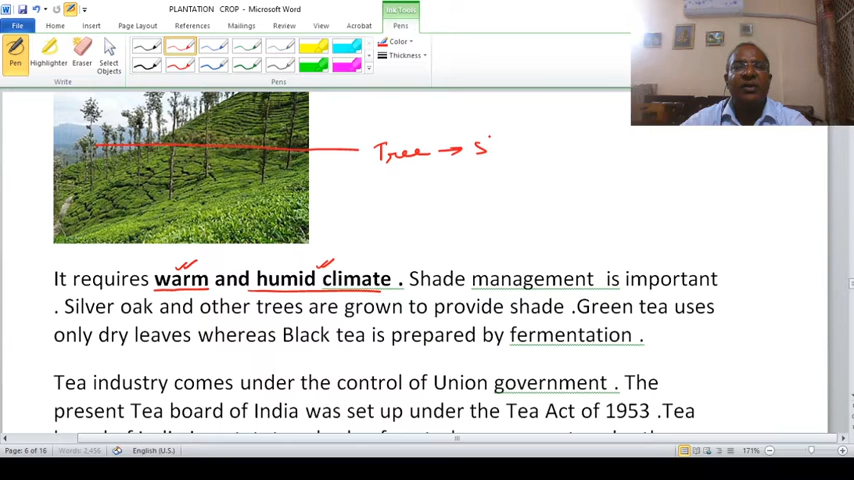 PLANTATION CROP - Microsoft Word
Ink Tools
File Home Insert Page Layout References Mailings Review View Acrobat Pens
Pen Highlighter Eraser Select Objects
Color
Thickness
Write Pens
Tree → S
It requires warm and humid climate . Shade management is important
. Silver oak and other trees are grown to provide shade .Green tea uses
only dry leaves whereas Black tea is prepared by fermentation .
Tea industry comes under the control of Union government . The
present Tea board of India was set up under the Tea Act of 1953 .Tea
Page: 6 of 16 Words: 2,456 English (U.S.) 171%